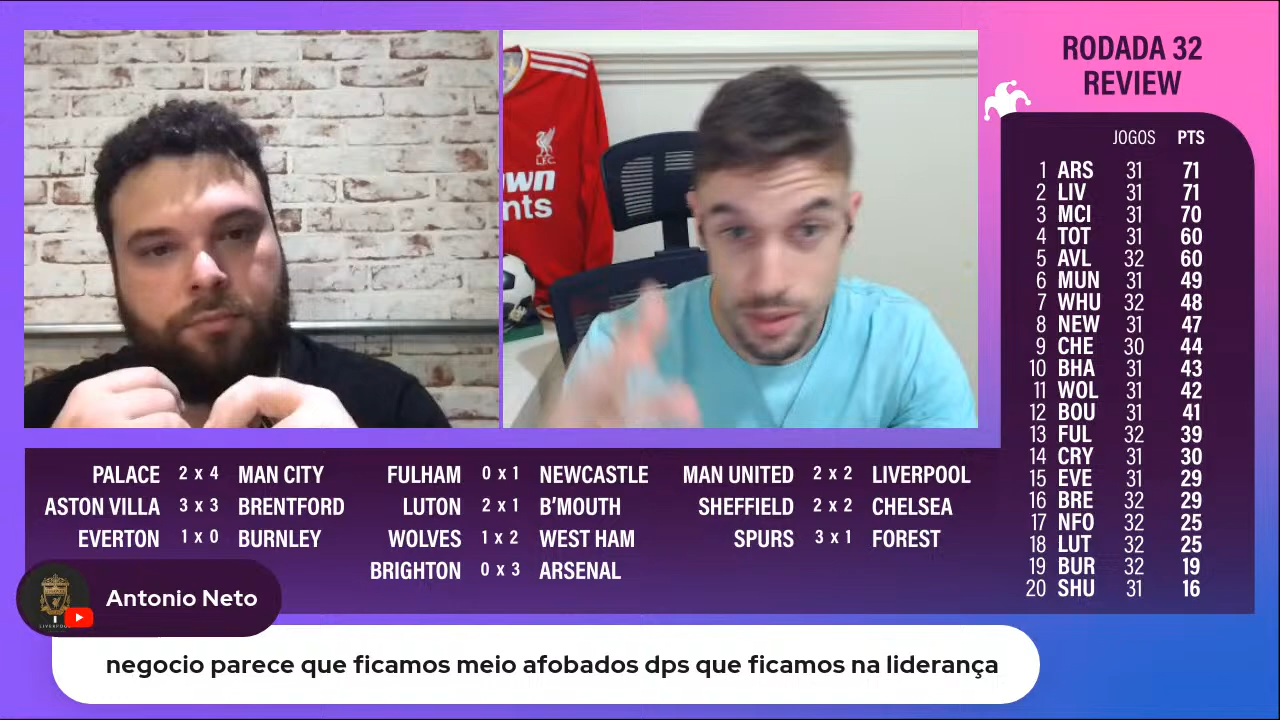 RODADA 32
REVIEW
L.F.C.
wn
nts
JOGOS PTS
1 ARS 31 71
2 LIV 31 71
3 MCI 31 70
4 TOT 31 60
5 AVL 32 60
6 MUN 31 49
7 WHU 32 48
8 NEW 31 47
9 CHE 30 44
10 BHA 31 43
11 WOL 31 42
12 BOU 31 41
13 FUL 32 39
14 CRY 31 30
15 EVE 31 29
16 BRE 32 29
17 NFO 32 25
18 LUT 32 25
19 BUR 32 19
20 SHU 31 16
PALACE 2 x 4 MAN CITY
ASTON VILLA 3 x 3 BRENTFORD
EVERTON 1 x 0 BURNLEY
FULHAM 0 x 1 NEWCASTLE
LUTON 2 x 1 B'MOUTH
WOLVES 1 x 2 WEST HAM
BRIGHTON 0 x 3 ARSENAL
MAN UNITED 2 x 2 LIVERPOOL
SHEFFIELD 2 x 2 CHELSEA
SPURS 3 x 1 FOREST
Antonio Neto
negocio parece que ficamos meio afobados dps que ficamos na liderança